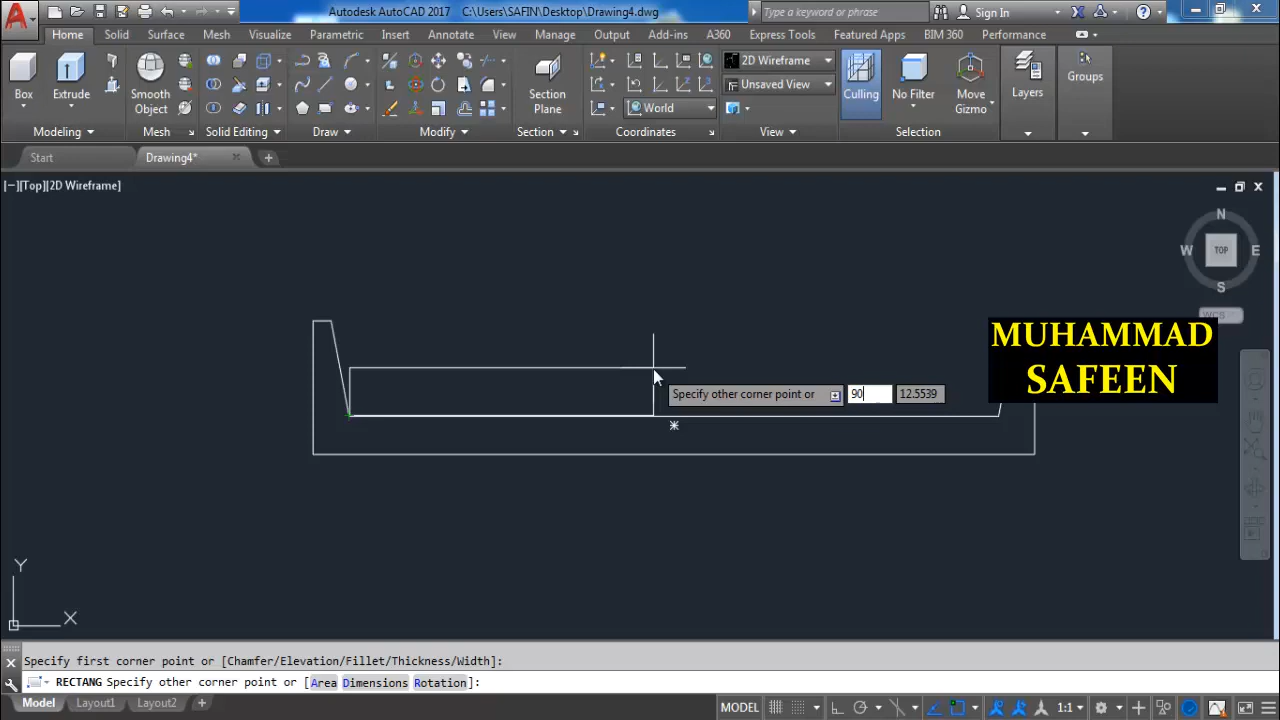 Autodesk AutoCAD 2017 C:\Users\SAFIN\Desktop\Drawing4.dwg
Type a keyword or phrase
Sign In
Home Solid Surface Mesh Visualize Parametric Insert Annotate View Manage Output Add-ins A360 Express Tools Featured Apps BIM 360 Performance
2D Wireframe
Unsaved View
World
Box Extrude Smooth Object Section Plane Culling No Filter Move Gizmo Layers Groups
Modeling Mesh Solid Editing Draw Modify Section Coordinates View Selection
Start Drawing4*
[−][Top][2D Wireframe]
N
W TOP E
S
WCS
MUHAMMAD
SAFEEN
Specify other corner point or 90 12.5539
Y
X
Specify first corner point or [Chamfer/Elevation/Fillet/Thickness/Width]:
RECTANG Specify other corner point or [Area Dimensions Rotation]:
Model Layout1 Layout2 MODEL 1:1